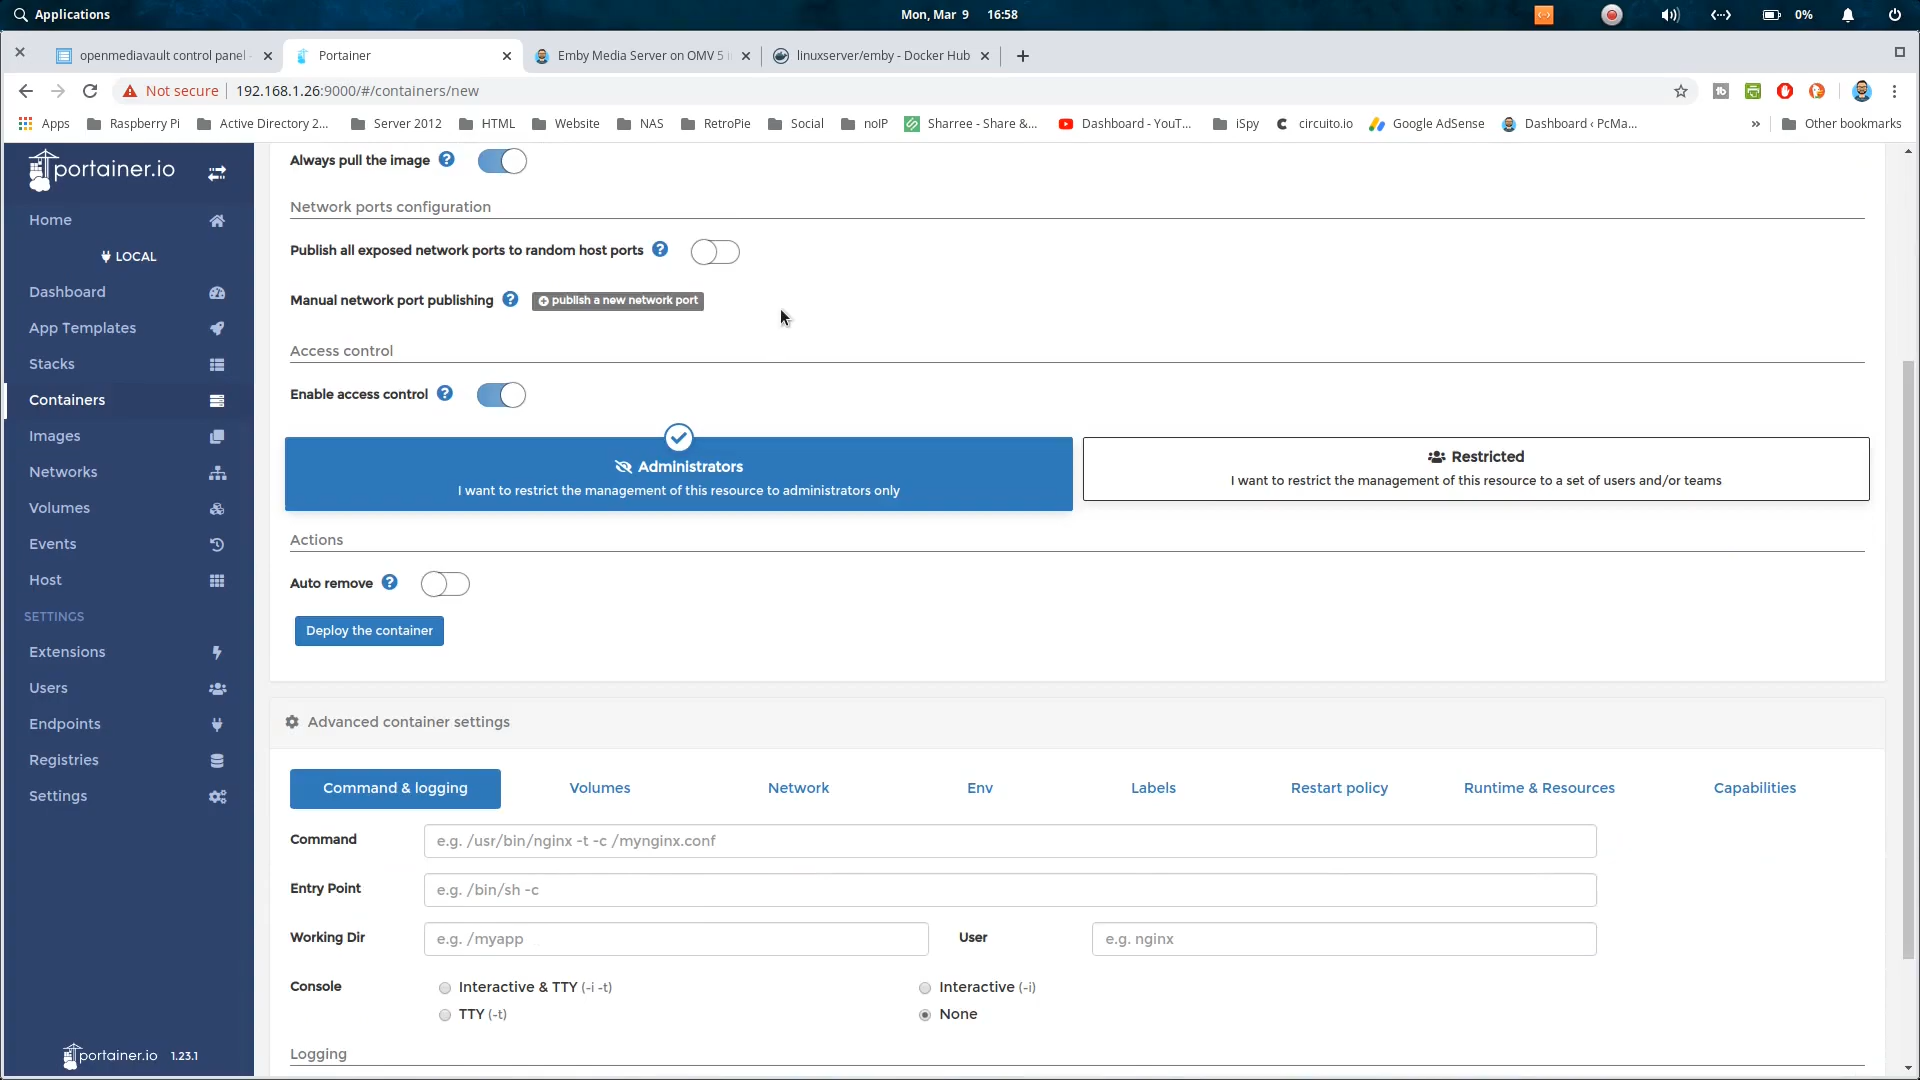 Applications
Mon, Mar 9 16:58
0%
openmediavault control panel -
Portainer
Emby Media Server on OMV 5 i
linuxserver/emby - Docker Hub
Not secure
192.168.1.26:9000/#/containers/new
Apps
Raspberry Pi
Active Directory 2...
Server 2012
HTML
Website
NAS
RetroPie
Social
noIP
Sharree - Share &...
Dashboard - YouT...
iSpy
circuito.io
Google AdSense
Dashboard ‹ PcMa...
»
Other bookmarks
portainer.io
Home
LOCAL
Dashboard
App Templates
Stacks
Containers
Images
Networks
Volumes
Events
Host
SETTINGS
Extensions
Users
Endpoints
Registries
Settings
portainer.io 1.23.1
Always pull the image
Network ports configuration
Publish all exposed network ports to random host ports
Manual network port publishing
publish a new network port
Access control
Enable access control
Administrators
I want to restrict the management of this resource to administrators only
Restricted
I want to restrict the management of this resource to a set of users and/or teams
Actions
Auto remove
Deploy the container
Advanced container settings
Command & logging
Volumes
Network
Env
Labels
Restart policy
Runtime & Resources
Capabilities
Command
e.g. /usr/bin/nginx -t -c /mynginx.conf
Entry Point
e.g. /bin/sh -c
Working Dir
e.g. /myapp
User
e.g. nginx
Console
Interactive & TTY (-i -t)
Interactive (-i)
TTY (-t)
None
Logging